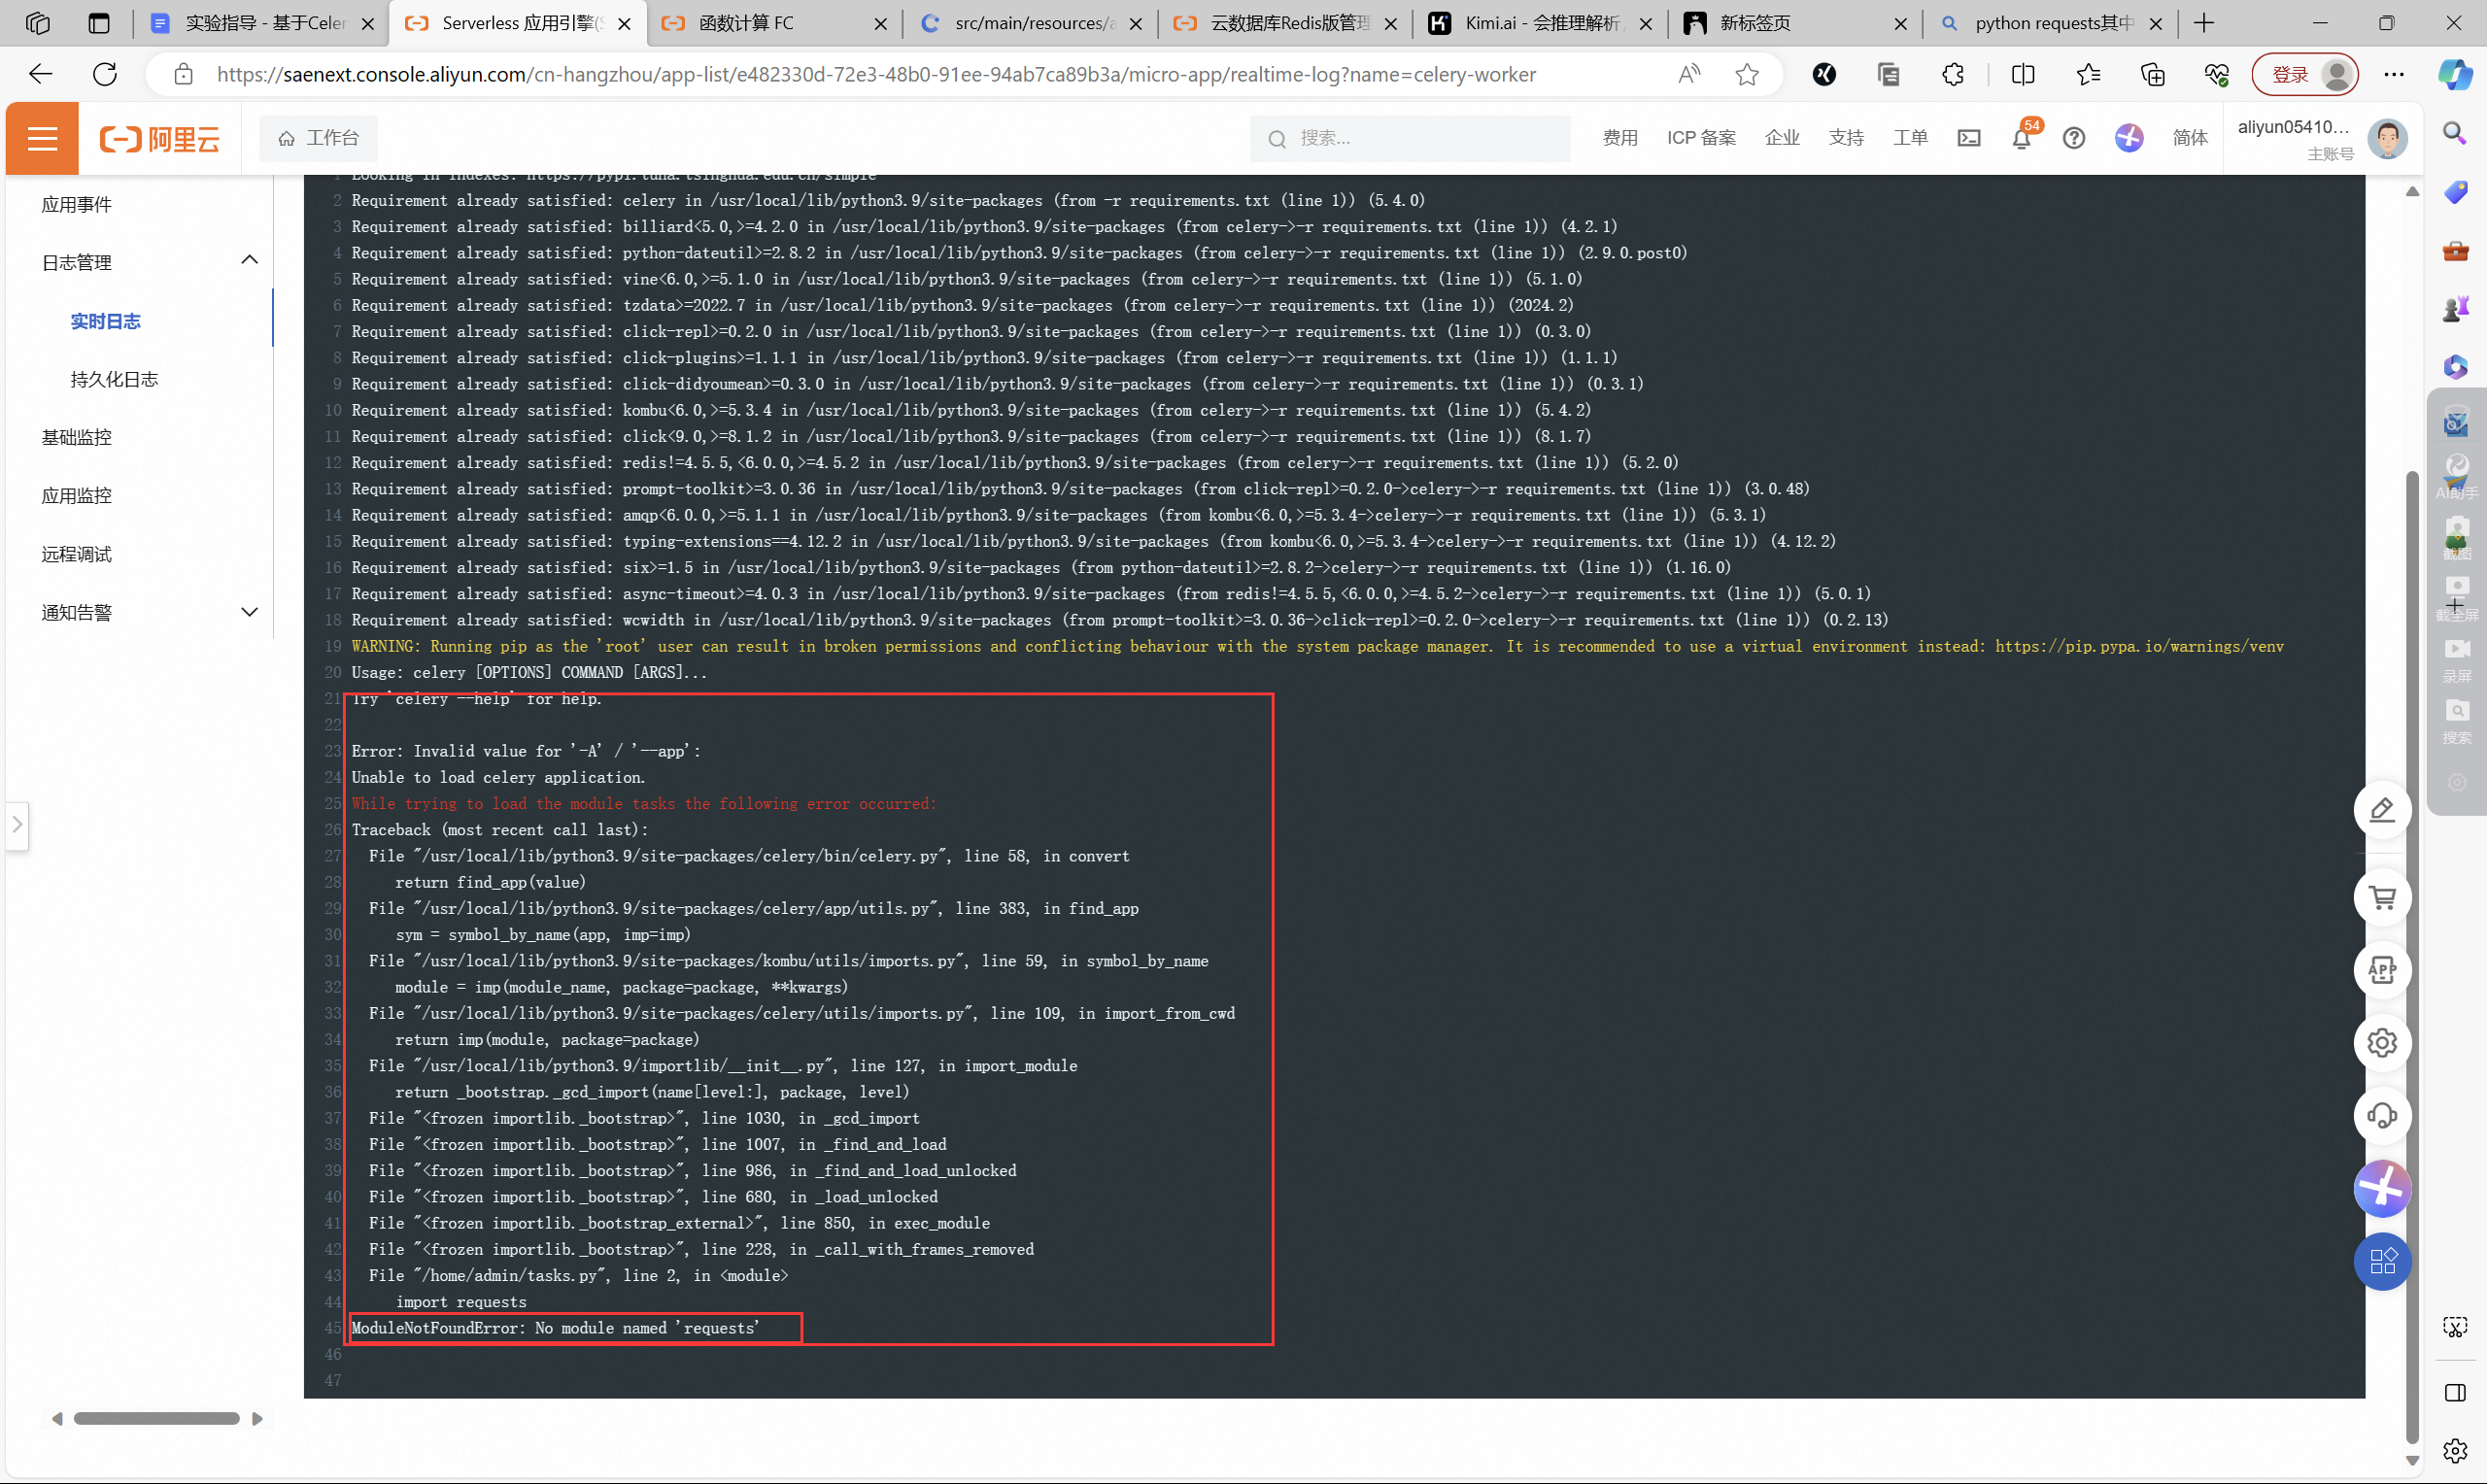 实验指导 - 基于Celer
Serverless 应用引擎(S
函数计算 FC
src/main/resources/a
云数据库Redis版管理
Kimi.ai - 会推理解析,
新标签页
python requests其中
https://saenext.console.aliyun.com/cn-hangzhou/app-list/e482330d-72e3-48b0-91ee-94ab7ca89b3a/micro-app/realtime-log?name=celery-worker
登录
阿里云
工作台
搜索...
费用
ICP 备案
企业
支持
工单
54
简体
aliyun05410...
主账号
应用事件
日志管理
实时日志
持久化日志
基础监控
应用监控
远程调试
通知告警
1 Looking in indexes: https://pypi.tuna.tsinghua.edu.cn/simple
2 Requirement already satisfied: celery in /usr/local/lib/python3.9/site-packages (from -r requirements.txt (line 1)) (5.4.0)
3 Requirement already satisfied: billiard<5.0,>=4.2.0 in /usr/local/lib/python3.9/site-packages (from celery->-r requirements.txt (line 1)) (4.2.1)
4 Requirement already satisfied: python-dateutil>=2.8.2 in /usr/local/lib/python3.9/site-packages (from celery->-r requirements.txt (line 1)) (2.9.0.post0)
5 Requirement already satisfied: vine<6.0,>=5.1.0 in /usr/local/lib/python3.9/site-packages (from celery->-r requirements.txt (line 1)) (5.1.0)
6 Requirement already satisfied: tzdata>=2022.7 in /usr/local/lib/python3.9/site-packages (from celery->-r requirements.txt (line 1)) (2024.2)
7 Requirement already satisfied: click-repl>=0.2.0 in /usr/local/lib/python3.9/site-packages (from celery->-r requirements.txt (line 1)) (0.3.0)
8 Requirement already satisfied: click-plugins>=1.1.1 in /usr/local/lib/python3.9/site-packages (from celery->-r requirements.txt (line 1)) (1.1.1)
9 Requirement already satisfied: click-didyoumean>=0.3.0 in /usr/local/lib/python3.9/site-packages (from celery->-r requirements.txt (line 1)) (0.3.1)
10 Requirement already satisfied: kombu<6.0,>=5.3.4 in /usr/local/lib/python3.9/site-packages (from celery->-r requirements.txt (line 1)) (5.4.2)
11 Requirement already satisfied: click<9.0,>=8.1.2 in /usr/local/lib/python3.9/site-packages (from celery->-r requirements.txt (line 1)) (8.1.7)
12 Requirement already satisfied: redis!=4.5.5,<6.0.0,>=4.5.2 in /usr/local/lib/python3.9/site-packages (from celery->-r requirements.txt (line 1)) (5.2.0)
13 Requirement already satisfied: prompt-toolkit>=3.0.36 in /usr/local/lib/python3.9/site-packages (from click-repl>=0.2.0->celery->-r requirements.txt (line 1)) (3.0.48)
14 Requirement already satisfied: amqp<6.0.0,>=5.1.1 in /usr/local/lib/python3.9/site-packages (from kombu<6.0,>=5.3.4->celery->-r requirements.txt (line 1)) (5.3.1)
15 Requirement already satisfied: typing-extensions==4.12.2 in /usr/local/lib/python3.9/site-packages (from kombu<6.0,>=5.3.4->celery->-r requirements.txt (line 1)) (4.12.2)
16 Requirement already satisfied: six>=1.5 in /usr/local/lib/python3.9/site-packages (from python-dateutil>=2.8.2->celery->-r requirements.txt (line 1)) (1.16.0)
17 Requirement already satisfied: async-timeout>=4.0.3 in /usr/local/lib/python3.9/site-packages (from redis!=4.5.5,<6.0.0,>=4.5.2->celery->-r requirements.txt (line 1)) (5.0.1)
18 Requirement already satisfied: wcwidth in /usr/local/lib/python3.9/site-packages (from prompt-toolkit>=3.0.36->click-repl>=0.2.0->celery->-r requirements.txt (line 1)) (0.2.13)
19 WARNING: Running pip as the 'root' user can result in broken permissions and conflicting behaviour with the system package manager. It is recommended to use a virtual environment instead: https://pip.pypa.io/warnings/venv
20 Usage: celery [OPTIONS] COMMAND [ARGS]...
21 Try 'celery --help' for help.
22
23 Error: Invalid value for '-A' / '--app':
24 Unable to load celery application.
25 While trying to load the module tasks the following error occurred:
26 Traceback (most recent call last):
27 File "/usr/local/lib/python3.9/site-packages/celery/bin/celery.py", line 58, in convert
28 return find_app(value)
29 File "/usr/local/lib/python3.9/site-packages/celery/app/utils.py", line 383, in find_app
30 sym = symbol_by_name(app, imp=imp)
31 File "/usr/local/lib/python3.9/site-packages/kombu/utils/imports.py", line 59, in symbol_by_name
32 module = imp(module_name, package=package, **kwargs)
33 File "/usr/local/lib/python3.9/site-packages/celery/utils/imports.py", line 109, in import_from_cwd
34 return imp(module, package=package)
35 File "/usr/local/lib/python3.9/importlib/__init__.py", line 127, in import_module
36 return _bootstrap._gcd_import(name[level:], package, level)
37 File "<frozen importlib._bootstrap>", line 1030, in _gcd_import
38 File "<frozen importlib._bootstrap>", line 1007, in _find_and_load
39 File "<frozen importlib._bootstrap>", line 986, in _find_and_load_unlocked
40 File "<frozen importlib._bootstrap>", line 680, in _load_unlocked
41 File "<frozen importlib._bootstrap_external>", line 850, in exec_module
42 File "<frozen importlib._bootstrap>", line 228, in _call_with_frames_removed
43 File "/home/admin/tasks.py", line 2, in <module>
44 import requests
45 ModuleNotFoundError: No module named 'requests'
46
47
AI助手
截图
截全屏
录屏
搜索
APP